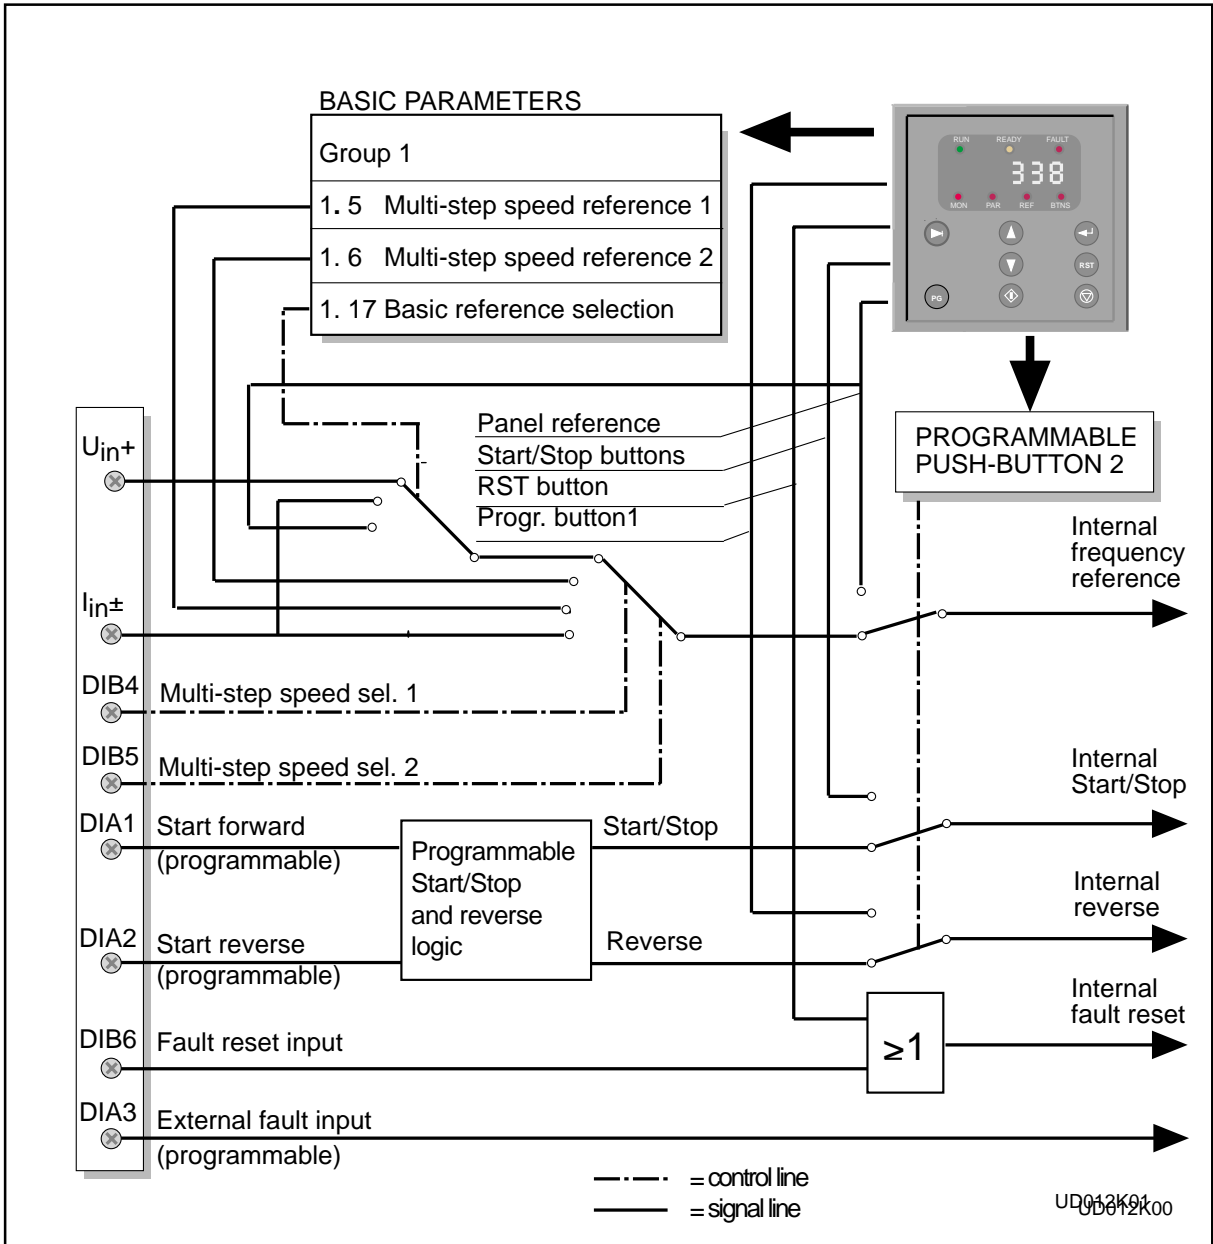 BASIC PARAMETERS
Group 1
1. 5 Multi-step speed reference 1
1. 6 Multi-step speed reference 2
1. 17 Basic reference selection
RUN READY FAULT
338
MON PAR REF BTNS
RST
PG
Panel reference
Start/Stop buttons
RST button
Progr. button1
PROGRAMMABLE
PUSH-BUTTON 2
Uin+
Iin±
Internal
frequency
reference
DIB4 Multi-step speed sel. 1
DIB5 Multi-step speed sel. 2
Internal
Start/Stop
DIA1 Start forward
(programmable)
Programmable
Start/Stop
and reverse
logic
Start/Stop
Internal
reverse
DIA2 Start reverse
(programmable)
Reverse
Internal
fault reset
DIB6 Fault reset input
≥1
DIA3 External fault input
(programmable)
= control line
= signal line
UD012K01
UD012K00